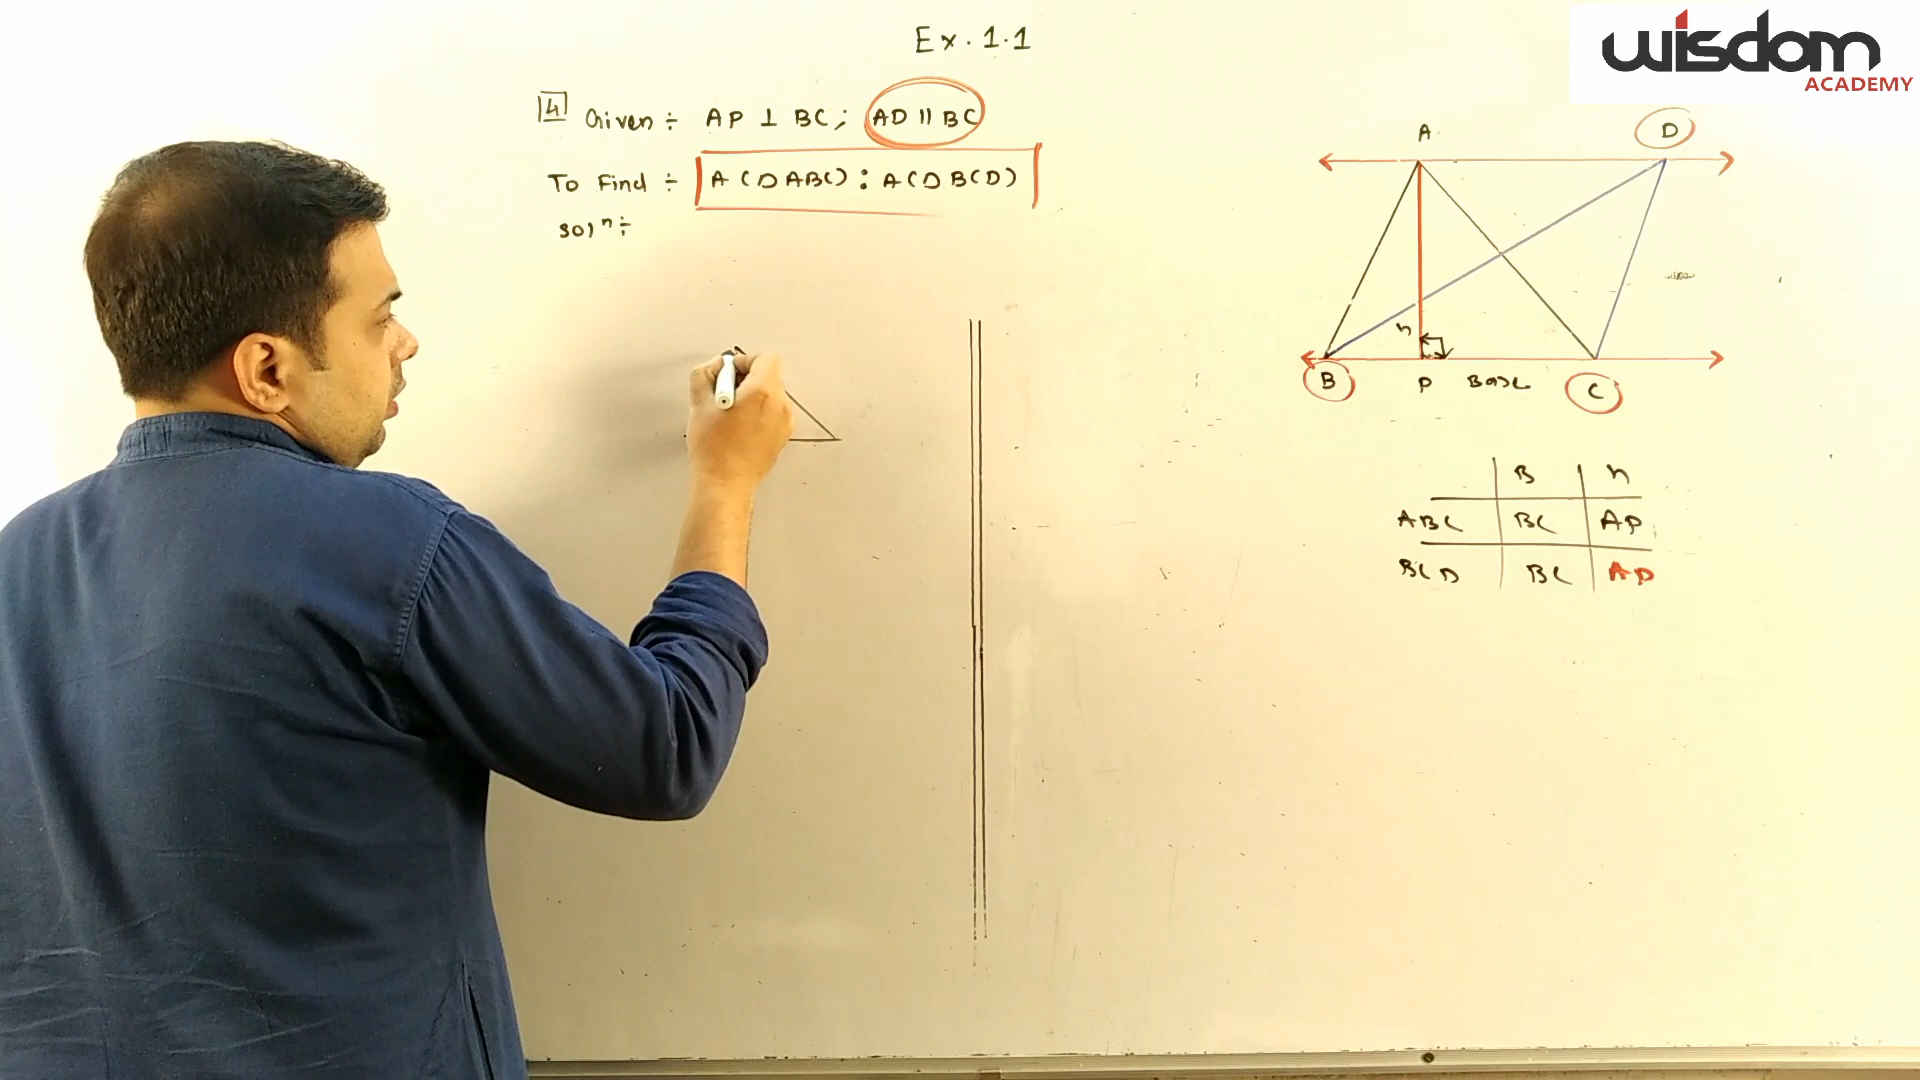 wisdom
ACADEMY
Ex. 1.1
4 Given ÷ AP ⊥ BC ; AD || BC
To Find ÷ A(△ABC) : A(△BCD)
Solⁿ ÷
A D
h
B P Base C
B h
ABC BC AP
BCD BC AP